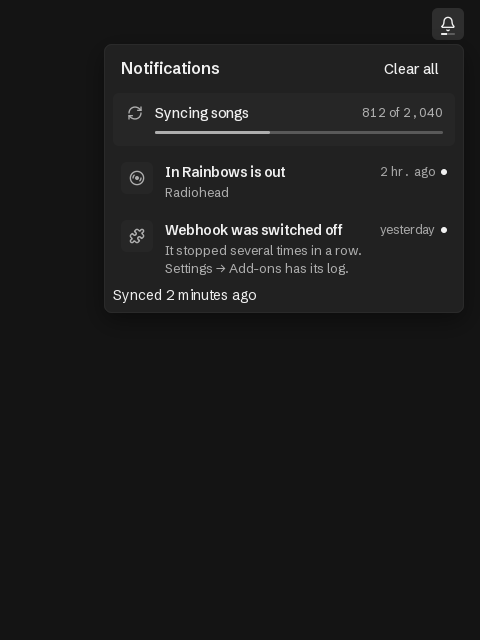 Notifications
Clear all
Syncing songs
812 of 2,040
In Rainbows is out
2 hr. ago
Radiohead
Webhook was switched off
yesterday
It stopped several times in a row.
Settings → Add-ons has its log.
Synced 2 minutes ago